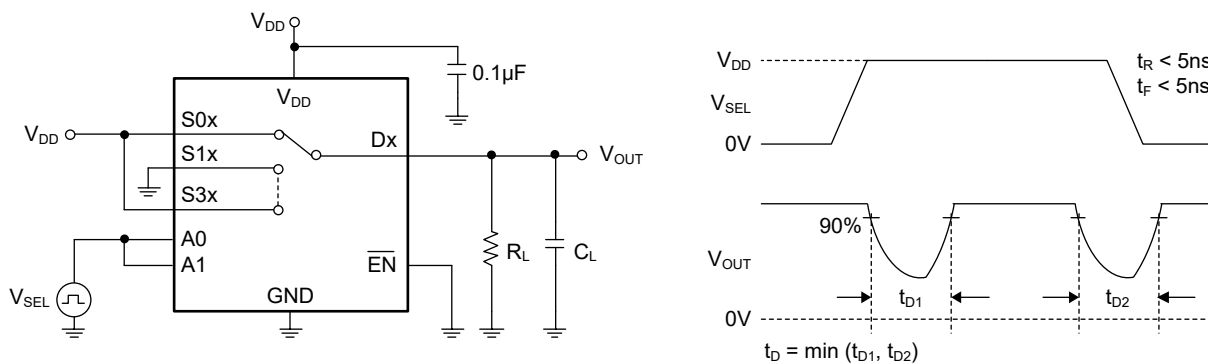 VDD
0.1µF
VDD
VDD
S0x
S1x
S3x
A0
A1
VSEL
GND
Dx
EN
RL
CL
VOUT
VDD
VSEL
0V
tR < 5ns
tF < 5ns
90%
VOUT
tD1
tD2
0V
tD = min (tD1, tD2)